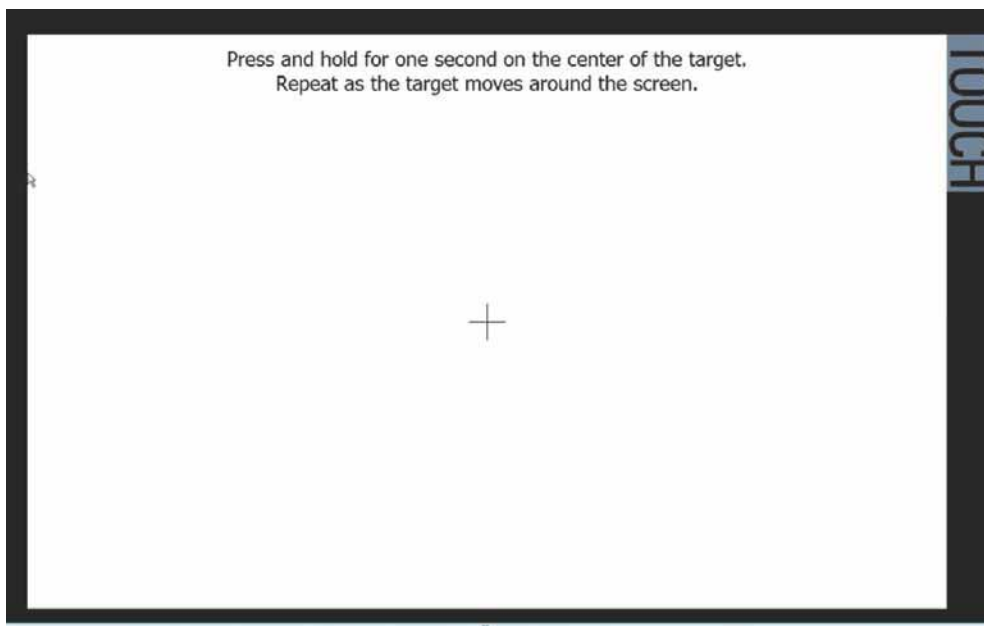 Press and hold for one second on the center of the target.
Repeat as the target moves around the screen.
TOUCH